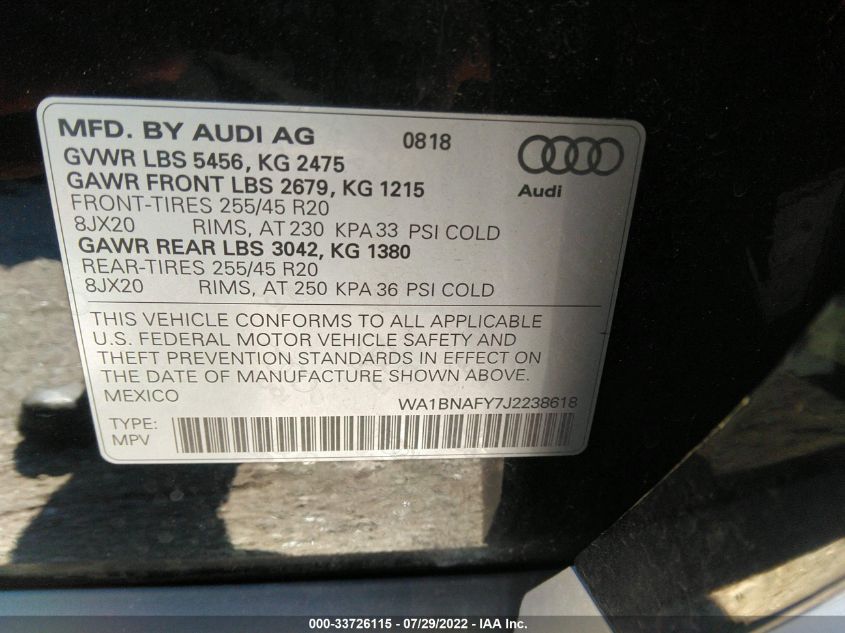 MFD. BY AUDI AG 0818
GVWR LBS 5456, KG 2475
GAWR FRONT LBS 2679, KG 1215
Audi
FRONT-TIRES 255/45 R20
8JX20 RIMS, AT 230 KPA 33 PSI COLD
GAWR REAR LBS 3042, KG 1380
REAR-TIRES 255/45 R20
8JX20 RIMS, AT 250 KPA 36 PSI COLD
THIS VEHICLE CONFORMS TO ALL APPLICABLE
U.S. FEDERAL MOTOR VEHICLE SAFETY AND
THEFT PREVENTION STANDARDS IN EFFECT ON
THE DATE OF MANUFACTURE SHOWN ABOVE.
MEXICO WA1BNAFY7J2238618
TYPE:
MPV
000-33726115 - 07/29/2022 - IAA Inc.